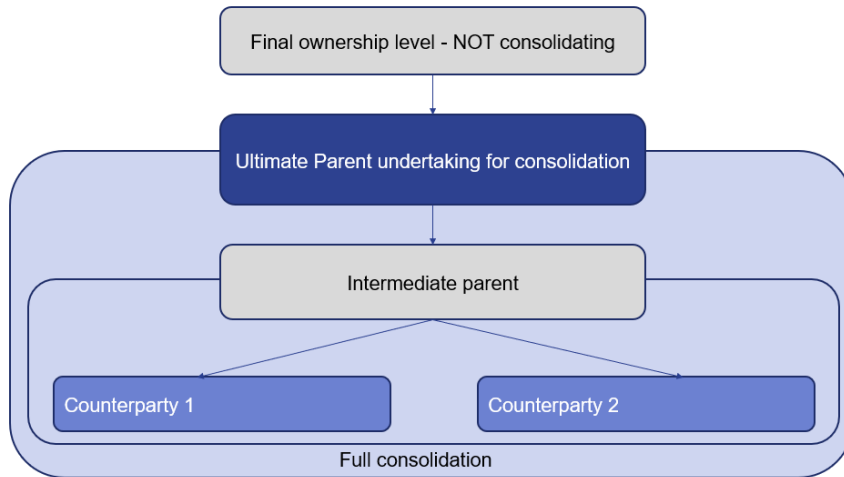 Final ownership level - NOT consolidating
Ultimate Parent undertaking for consolidation
Intermediate parent
Counterparty 1
Counterparty 2
Full consolidation